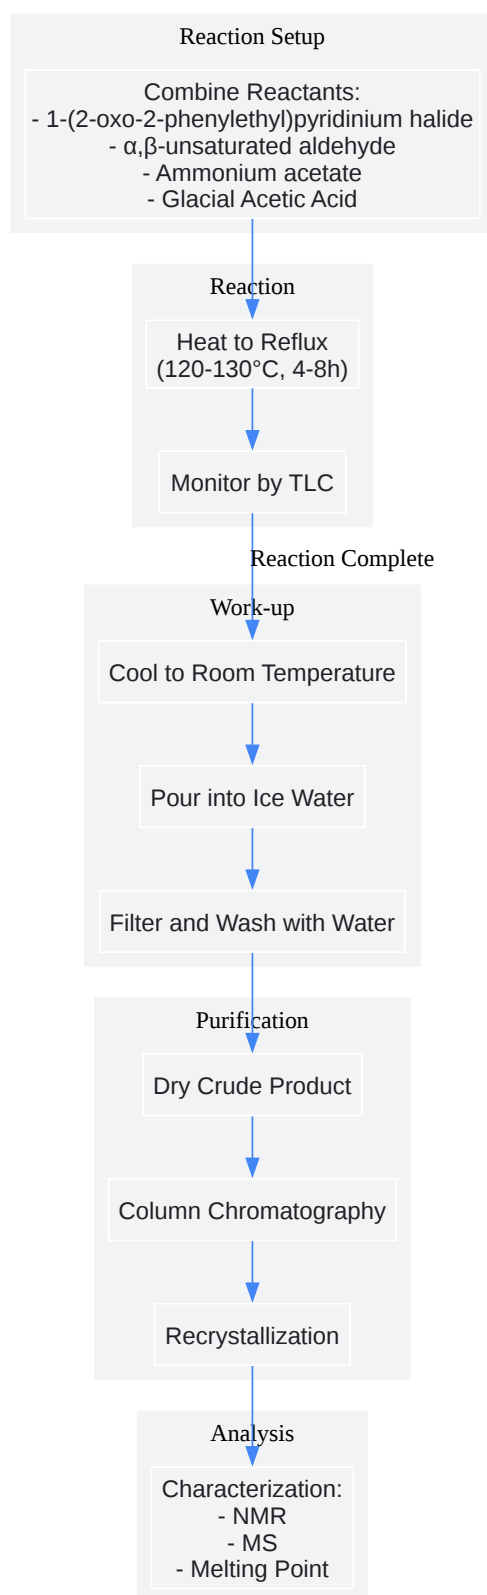 Reaction Setup
Combine Reactants:
- 1-(2-oxo-2-phenylethyl)pyridinium halide
- α,β-unsaturated aldehyde
- Ammonium acetate
- Glacial Acetic Acid
Reaction
Heat to Reflux
(120-130°C, 4-8h)
Monitor by TLC
Reaction Complete
Work-up
Cool to Room Temperature
Pour into Ice Water
Filter and Wash with Water
Purification
Dry Crude Product
Column Chromatography
Recrystallization
Analysis
Characterization:
- NMR
- MS
- Melting Point